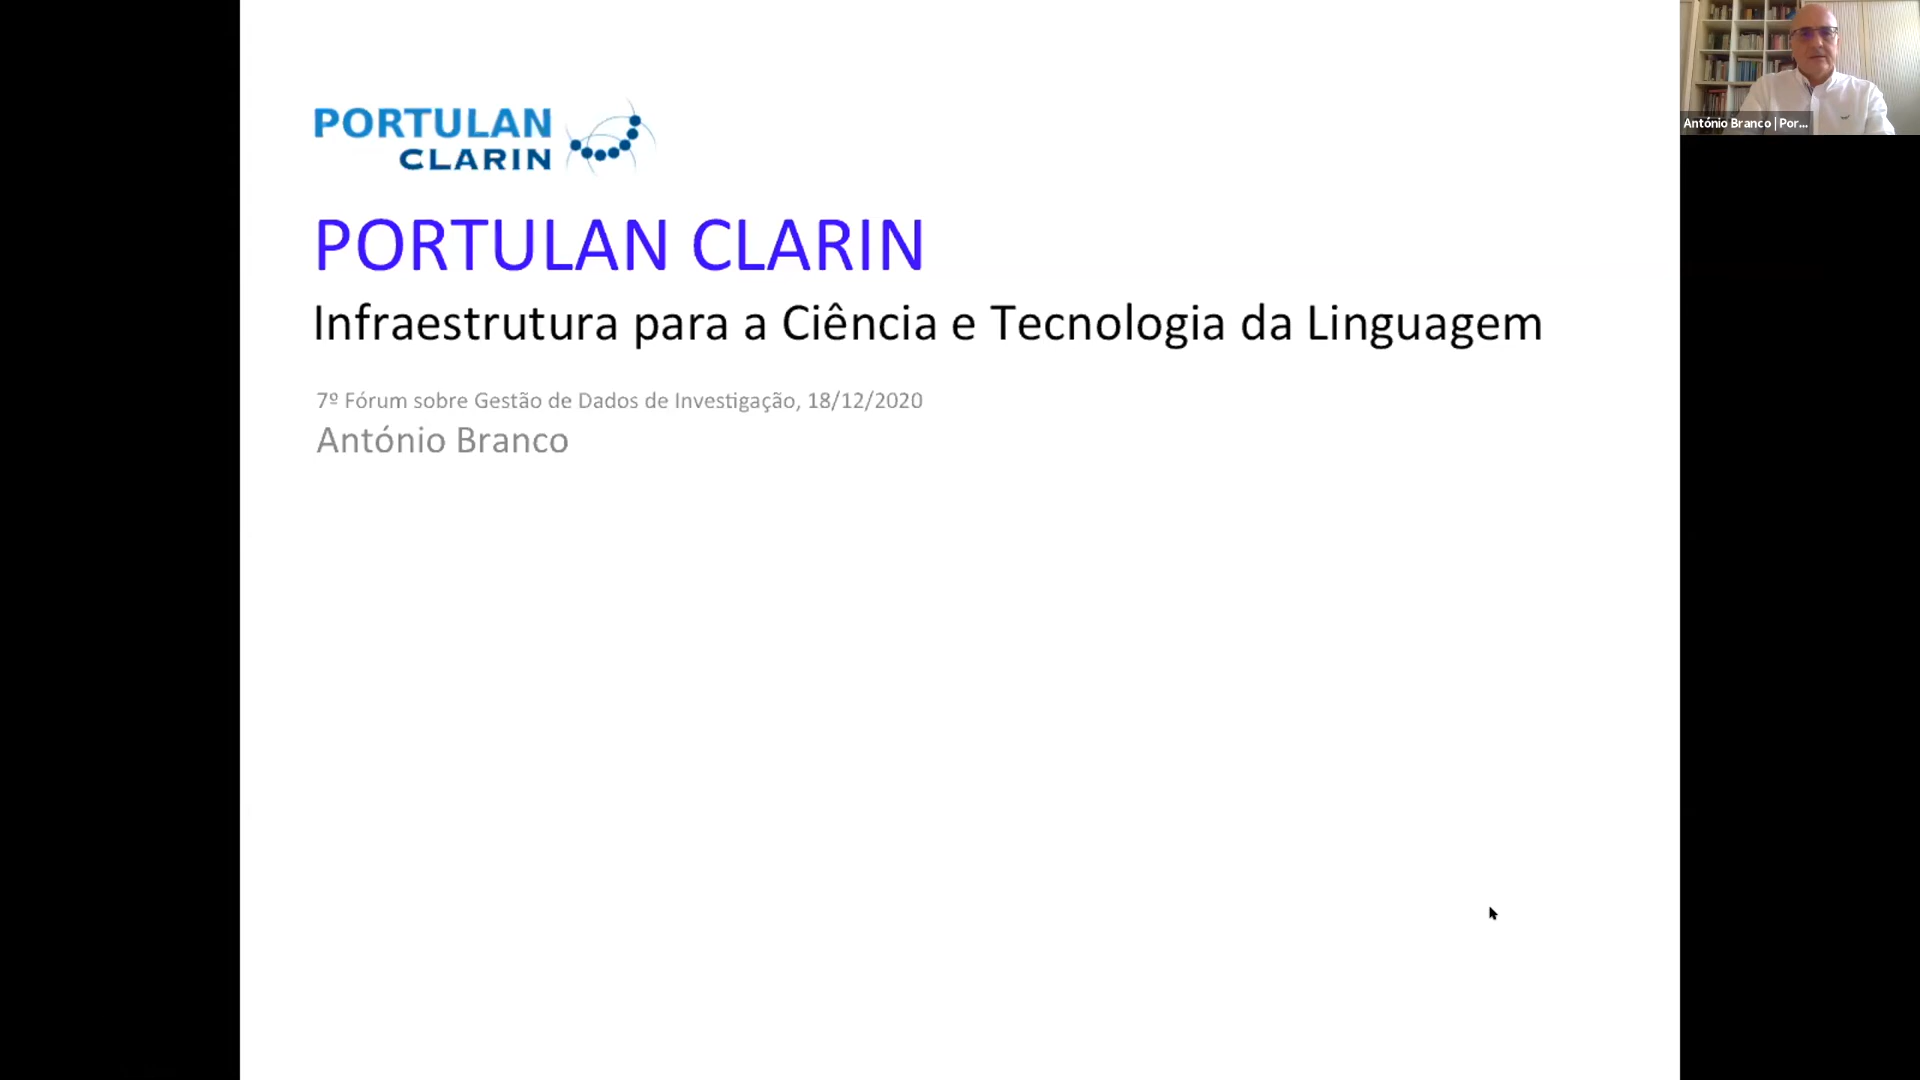 PORTULAN
CLARIN
PORTULAN CLARIN
Infraestrutura para a Ciência e Tecnologia da Linguagem
7º Fórum sobre Gestão de Dados de Investigação, 18/12/2020
António Branco
António Branco | Por...